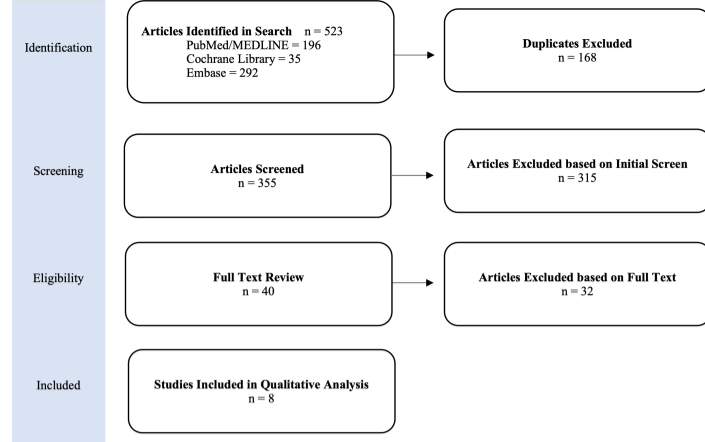 Identification
Articles Identified in Search n = 523
PubMed/MEDLINE = 196
Cochrane Library = 35
Embase = 292
Duplicates Excluded
n = 168
Screening
Articles Screened
n = 355
Articles Excluded based on Initial Screen
n = 315
Eligibility
Full Text Review
n = 40
Articles Excluded based on Full Text
n = 32
Included
Studies Included in Qualitative Analysis
n = 8